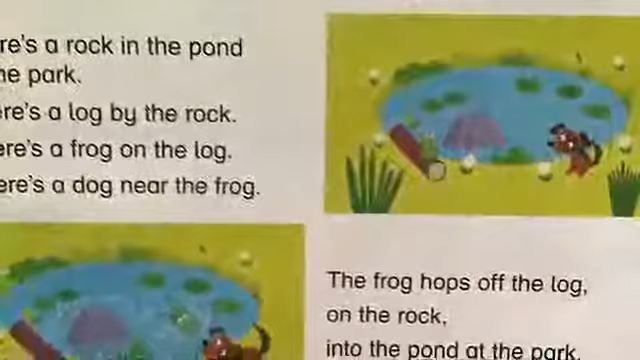 re's a rock in the pond
he park.
ere's a log by the rock.
ere's a frog on the log.
ere's a dog near the frog.
The frog hops off the log,
on the rock,
into the pond at the park.